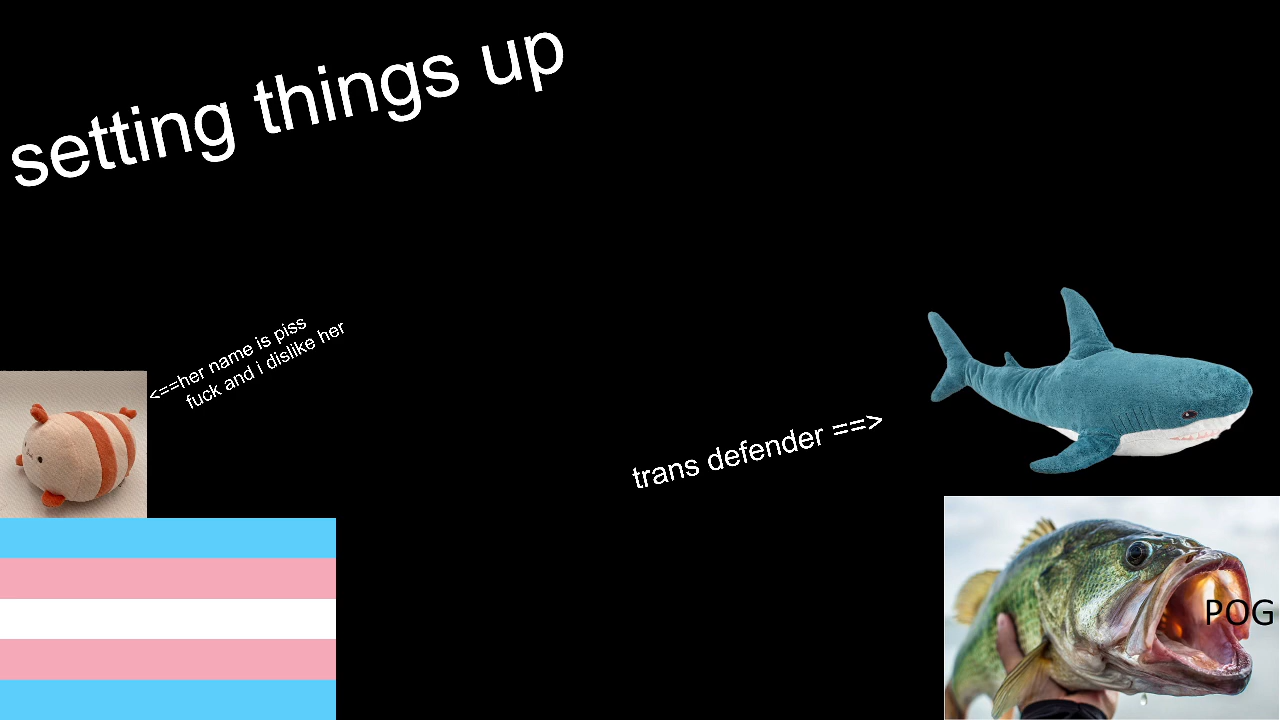 setting things up
<==her name is piss
fuck and i dislike her
trans defender ==>
POG